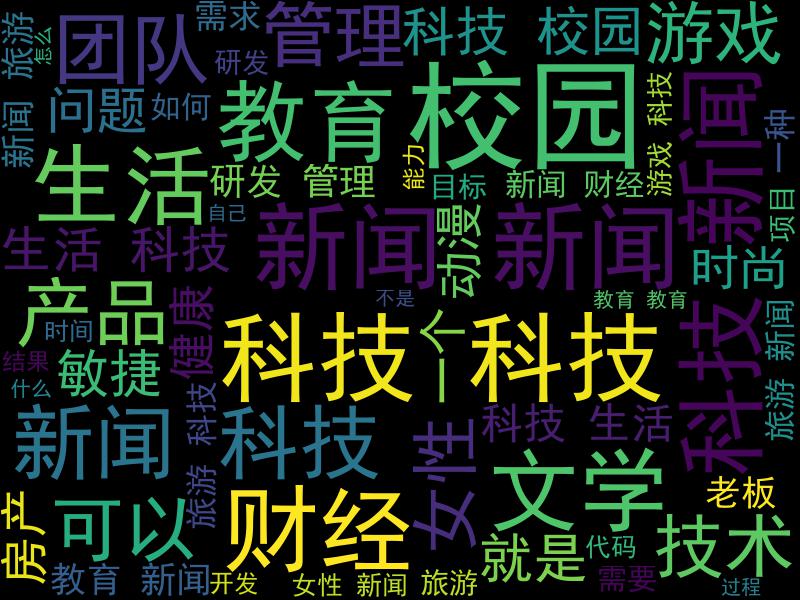 旅游
怎么
团队
需求
研发
管理
科技 校园
游戏
新闻
问题
如何
教育
校园
科技
游戏
新闻
一种
生活
研发 管理
能力
目标
新闻 财经
项目
自己
生活 科技
新闻
动漫
新闻
时尚
产品
时间
健康
不是
教育 教育
科技
新闻
旅游
结果
什么
敏捷
科技
一个
科技
新闻
科技
旅游
科技
女性
科技 生活
文学
老板
房产
可以
财经
就是
代码
技术
教育 新闻
开发
女性 新闻 旅游
需要
过程